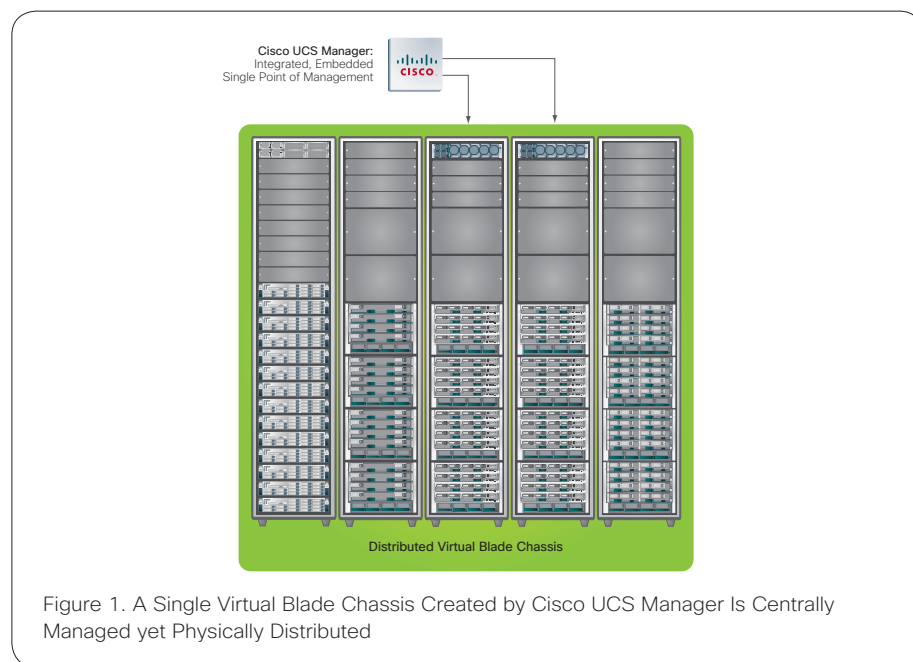 Cisco UCS Manager:
Integrated, Embedded
Single Point of Management
CISCO
Distributed Virtual Blade Chassis
Figure 1. A Single Virtual Blade Chassis Created by Cisco UCS Manager Is Centrally
Managed yet Physically Distributed